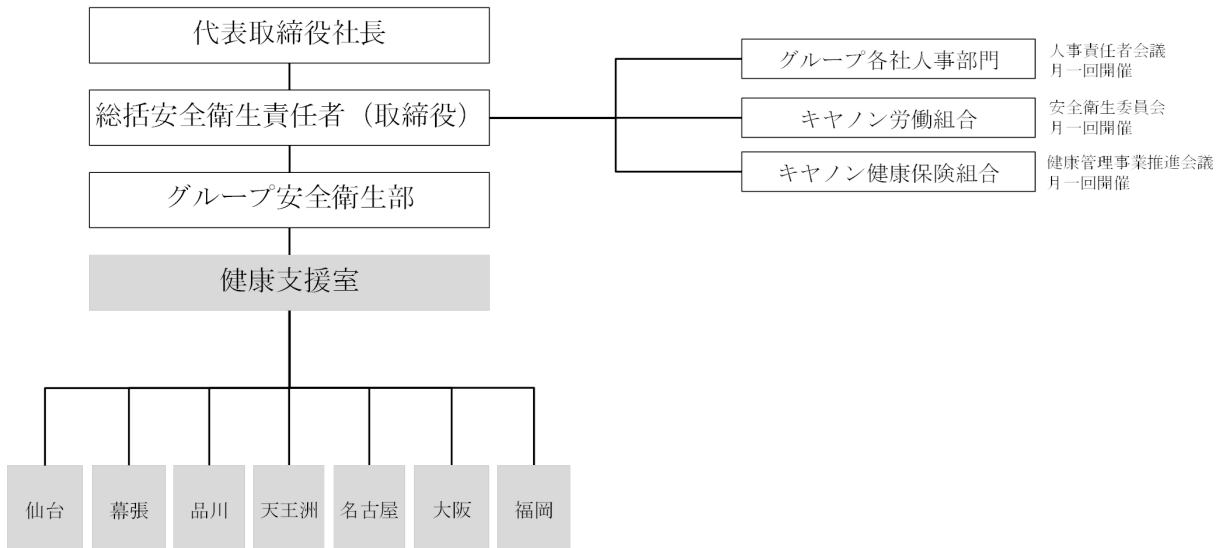 代表取締役社長
総括安全衛生責任者（取締役）
グループ安全衛生部
健康支援室
グループ各社人事部門
人事責任者会議
月一回開催
キヤノン労働組合
安全衛生委員会
月一回開催
キヤノン健康保険組合
健康管理事業推進会議
月一回開催
仙台
幕張
品川
天王洲
名古屋
大阪
福岡